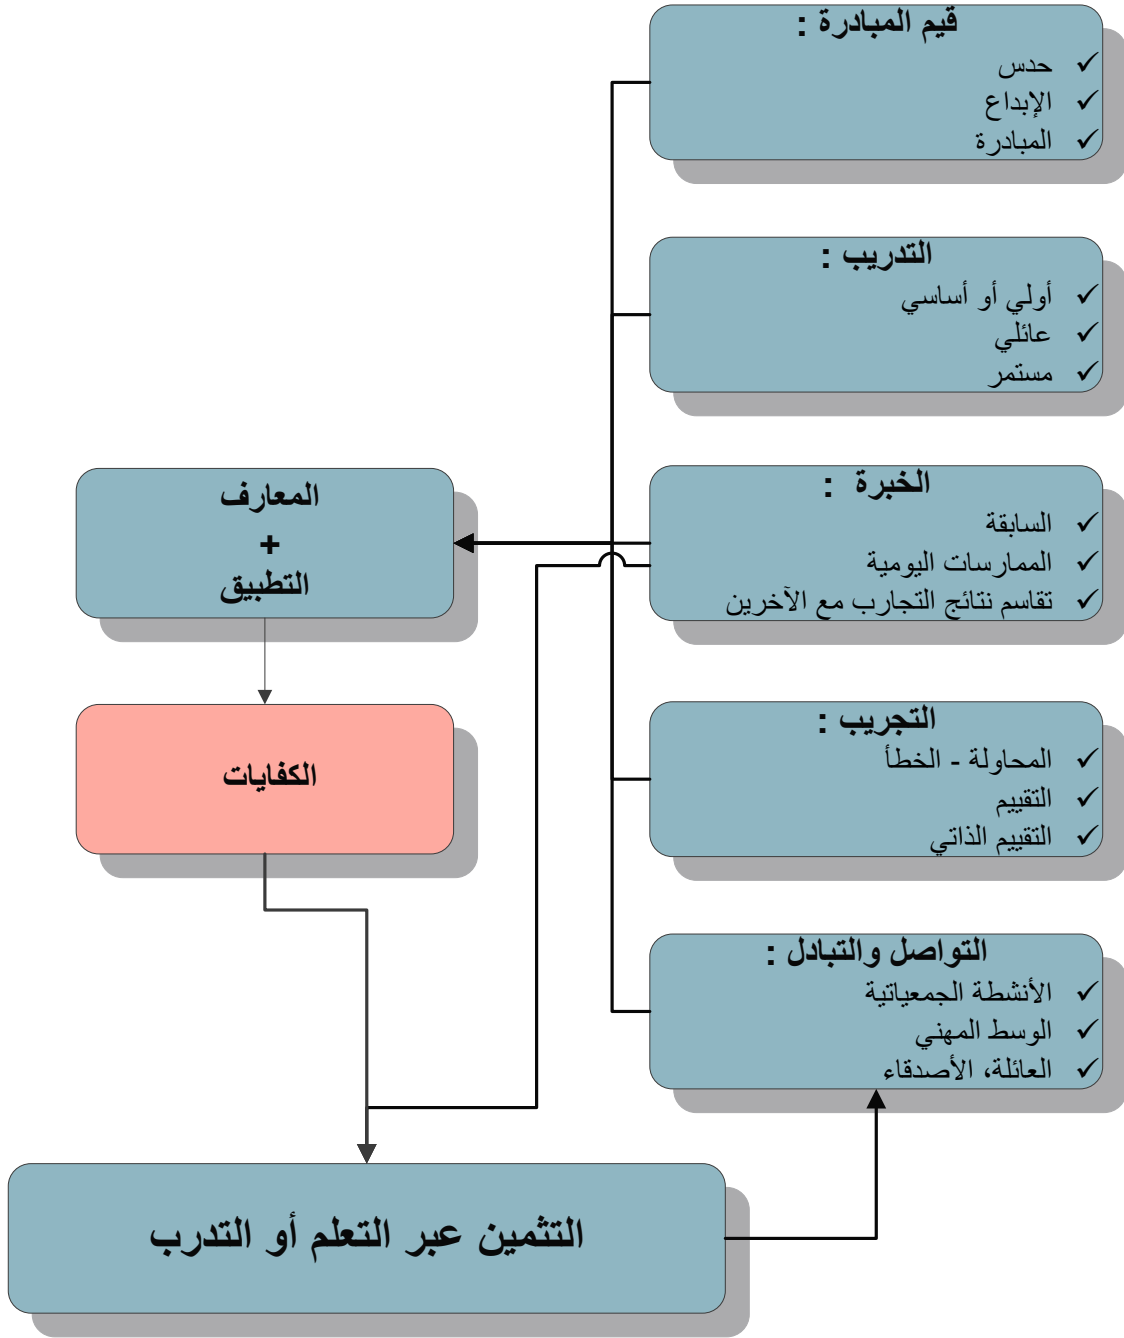 قيم المبادرة :
حدس
الإبداع
المبادرة
التدريب :
أولي أو أساسي
عائلي
مستمر
الخبرة :
السابقة
الممارسات اليومية
تقاسم نتائج التجارب مع الآخرين
المعارف
+
التطبيق
التجريب :
المحاولة - الخطأ
التقييم
التقييم الذاتي
الكفايات
التواصل والتبادل :
الأنشطة الجمعياتية
الوسط المهني
العائلة، الأصدقاء
التثمين عبر التعلم أو التدرب